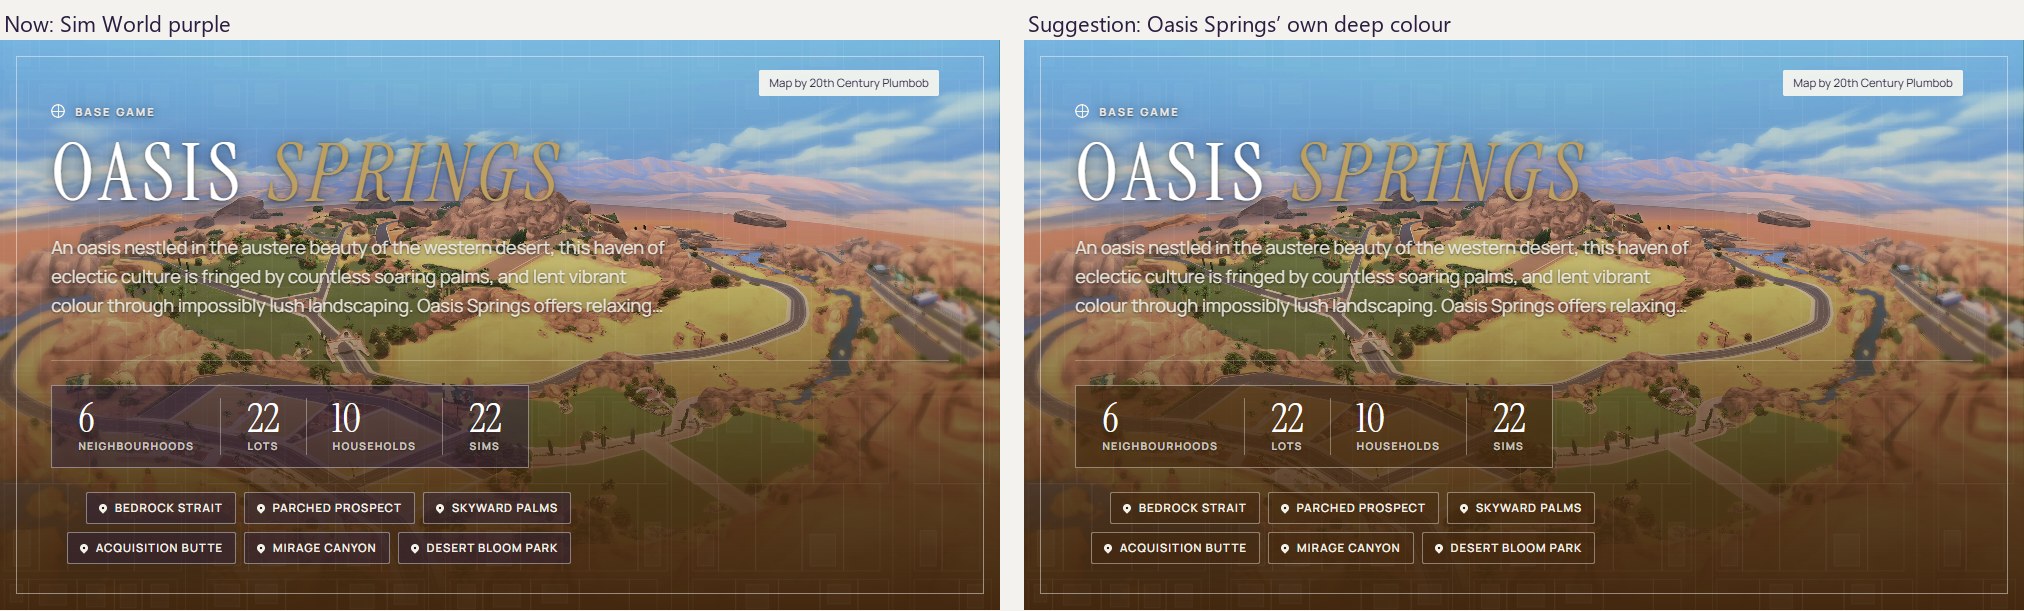 Now: Sim World purple
Map by 20th Century Plumbob
BASE GAME
OASIS SPRINGS
An oasis nestled in the austere beauty of the western desert, this haven of
eclectic culture is fringed by countless soaring palms, and lent vibrant
colour through impossibly lush landscaping. Oasis Springs offers relaxing...
6 22 10 22
NEIGHBOURHOODS LOTS HOUSEHOLDS SIMS
BEDROCK STRAIT PARCHED PROSPECT SKYWARD PALMS
ACQUISITION BUTTE MIRAGE CANYON DESERT BLOOM PARK
Suggestion: Oasis Springs’ own deep colour
Map by 20th Century Plumbob
BASE GAME
OASIS SPRINGS
An oasis nestled in the austere beauty of the western desert, this haven of
eclectic culture is fringed by countless soaring palms, and lent vibrant
colour through impossibly lush landscaping. Oasis Springs offers relaxing...
6 22 10 22
NEIGHBOURHOODS LOTS HOUSEHOLDS SIMS
BEDROCK STRAIT PARCHED PROSPECT SKYWARD PALMS
ACQUISITION BUTTE MIRAGE CANYON DESERT BLOOM PARK